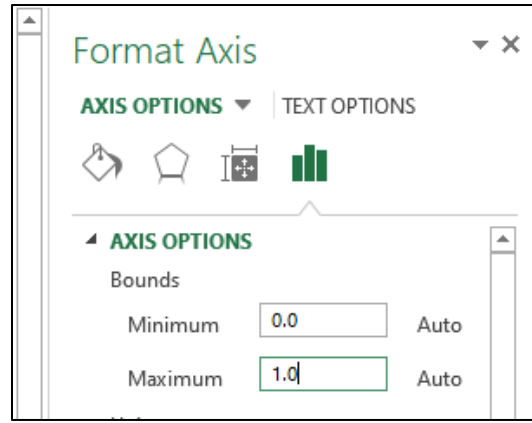 Format Axis
AXIS OPTIONS TEXT OPTIONS
AXIS OPTIONS
Bounds
Minimum 0.0 Auto
Maximum 1.0 Auto